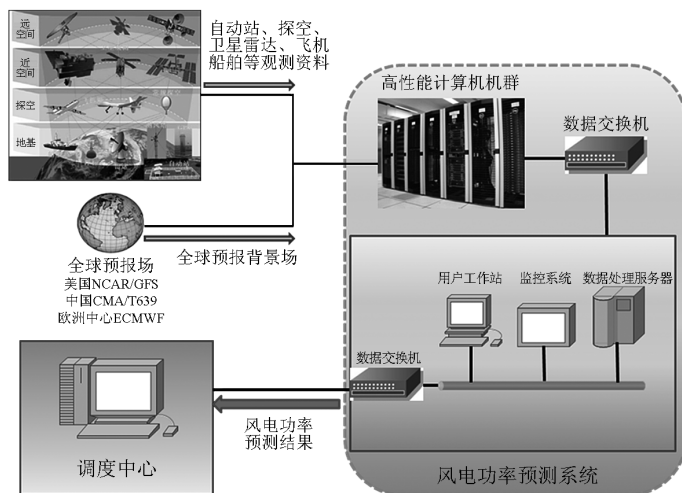 远
空间
近
空间
探空
地基
自动站
自动站、探空、
卫星雷达、飞机
船舶等观测资料
高性能计算机机群
数据交换机
全球预报场
美国NCAR/GFS
中国CMA/T639
欧洲中心ECMWF
全球预报背景场
用户工作站
监控系统
数据处理服务器
数据交换机
风电功率
预测结果
调度中心
风电功率预测系统